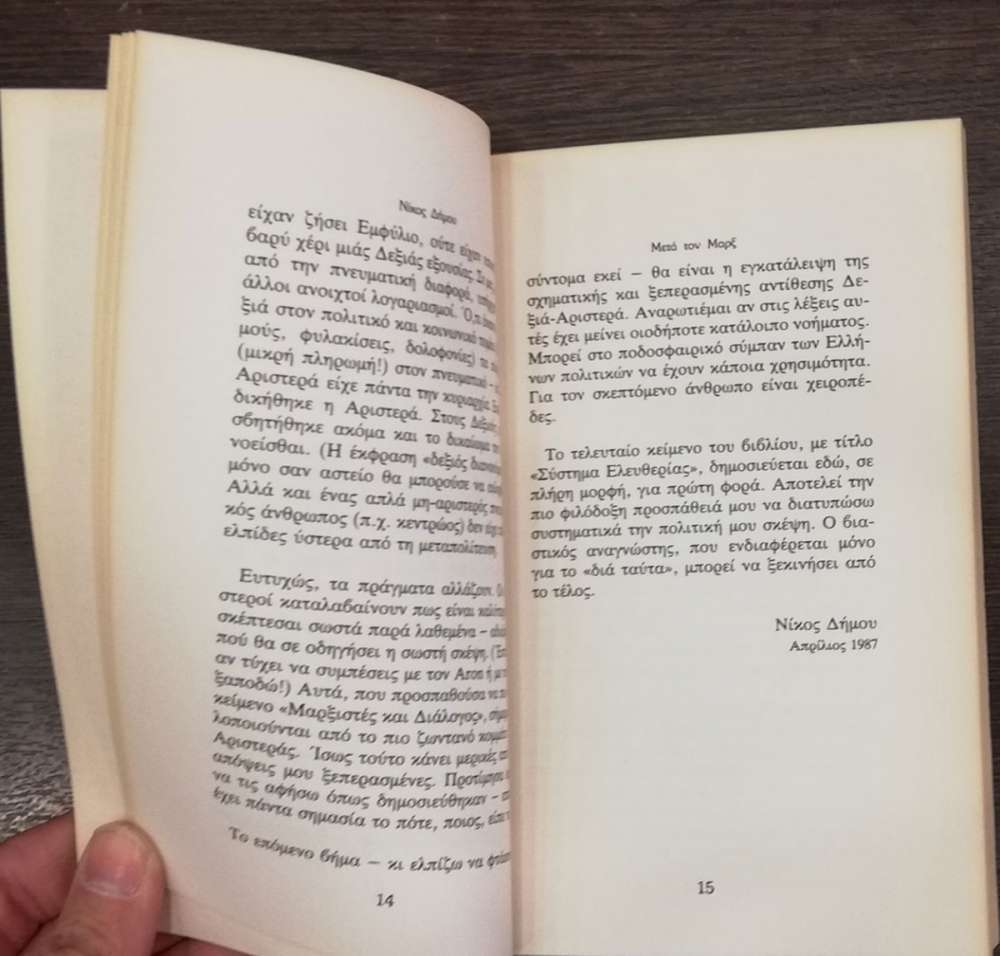 Νίκος Δήμου
είχαν ζήσει Εμφύλιο, ούτε είχαν
βαρύ χέρι μιάς Δεξιάς εξουσίας.
από την πνευματική διαφορά,
άλλοι ανοιχτοί λογαριασμοί. Ό,τι
ξιά στον πολιτικό και κοινωνικό
μούς, φυλακίσεις, δολοφονίες) το
(μικρή πληρωμή!) στον πνευματικό –
Αριστερά είχε πάντα την κυριαρχία.
δικήθηκε η Αριστερά. Στους Δεξιούς
σβητήθηκε ακόμα και το δικαίωμα
νοείσθαι. (Η έκφραση «δεξιός
μόνο σαν αστείο θα μπορούσε να
Αλλά και ένας απλά μη-αριστερός
κός άνθρωπος (π.χ. κεντρώος) δεν είχε
ελπίδες ύστερα από τη μεταπολίτευση.
Ευτυχώς, τα πράγματα αλλάζουν.
στεροί καταλαβαίνουν πως είναι
σκέπτεσαι σωστά παρά λαθεμένα –
πού θα σε οδηγήσει η σωστή σκέψη.
αν τύχει να συμπέσεις με τον Aron ή
ξαποδώ!) Αυτά, που προσπαθούσα να
κείμενο «Μαρξιστές και Διάλογος»,
λοποιούνται από το πιο ζωντανό
Αριστεράς. Ίσως τούτο κάνει μερικές
απόψεις μου ξεπερασμένες. Προτίμησα
να τις αφήσω όπως δημοσιεύθηκαν –
έχει πάντα σημασία το πότε, ποιος, είπε
Το επόμενο βήμα – κι ελπίζω να
14
Μετά τον Μαρξ
σύντομα εκεί – θα είναι η εγκατάλειψη της
σχηματικής και ξεπερασμένης αντίθεσης Δε-
ξιά-Αριστερά. Αναρωτιέμαι αν στις λέξεις αυ-
τές έχει μείνει οιοδήποτε κατάλοιπο νοήματος.
Μπορεί στο ποδοσφαιρικό σύμπαν των Ελλή-
νων πολιτικών να έχουν κάποια χρησιμότητα.
Για τον σκεπτόμενο άνθρωπο είναι χειροπέ-
δες.
Το τελευταίο κείμενο του βιβλίου, με τίτλο
«Σύστημα Ελευθερίας», δημοσιεύεται εδώ, σε
πλήρη μορφή, για πρώτη φορά. Αποτελεί την
πιο φιλόδοξη προσπάθειά μου να διατυπώσω
συστηματικά την πολιτική μου σκέψη. Ο βια-
στικός αναγνώστης, που ενδιαφέρεται μόνο
για το «διά ταύτα», μπορεί να ξεκινήσει από
το τέλος.
Νίκος Δήμου
Απρίλιος 1987
15